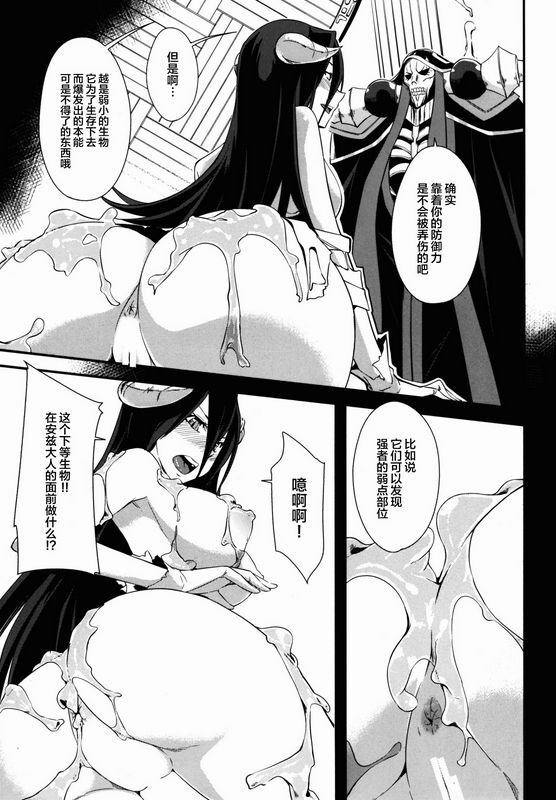 确实
靠着你的防御力
是不会被弄伤的吧
但是啊…
越是弱小的生物
它为了生存下去
而爆发出的本能
可是不得了的东西哦
比如说
它们可以发现
强者的弱点部位
噫啊啊！
这个下等生物!!
在安兹大人的面前
做什么!?